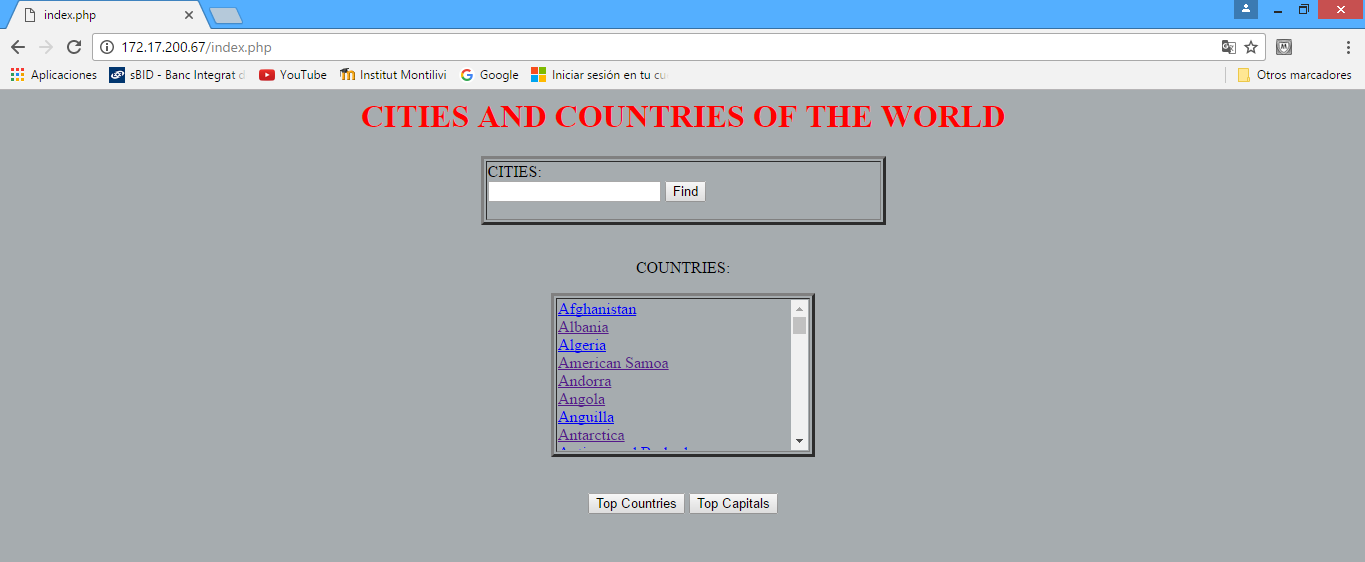 index.php
172.17.200.67/index.php
Aplicaciones sBID - Banc Integrat d YouTube Institut Montilivi Google Iniciar sesión en tu cu Otros marcadores
CITIES AND COUNTRIES OF THE WORLD
CITIES:
Find
COUNTRIES:
Afghanistan
Albania
Algeria
American Samoa
Andorra
Angola
Anguilla
Antarctica
Top Countries Top Capitals